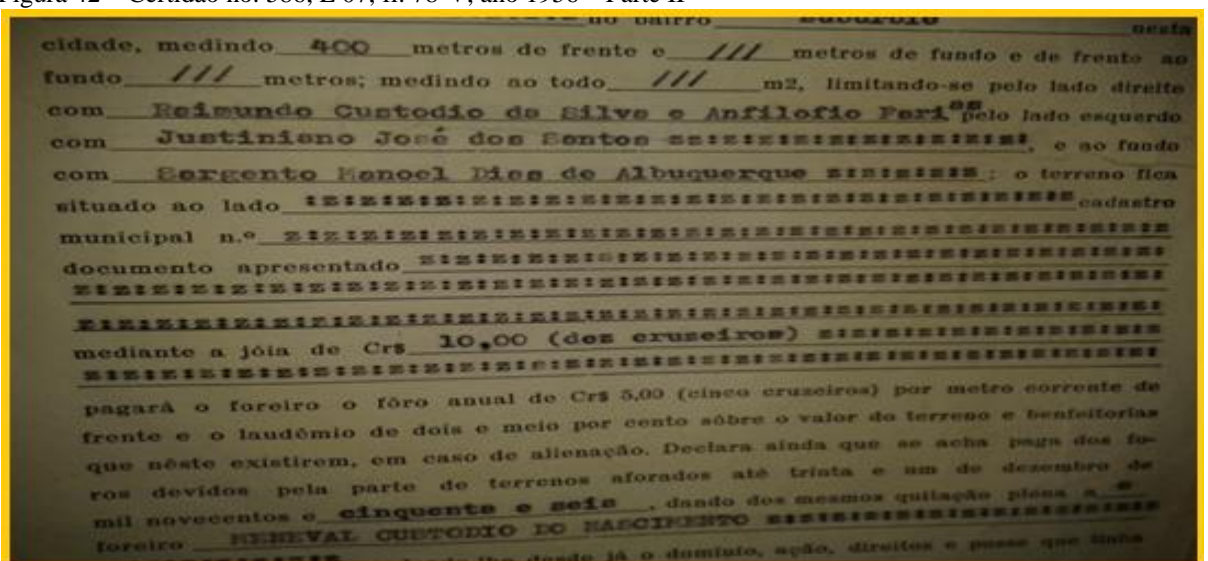 Figura 42 – Certidão no. 588, L 07, fl. 78-V, ano 1956 – Parte II
no bairro Suburbio nesta
cidade, medindo 400 metros de frente e /// metros de fundo e de frente ao
fundo /// metros; medindo ao todo /// m2, limitando-se pelo lado direito
com Raimundo Custodio da Silva e Anfilofio Farias pelo lado esquerdo
com Justiniano José dos Santos , e ao fundo
com Sargento Manoel Dias de Albuquerque ; o terreno fica
situado ao lado cadastro
municipal n.º
documento apresentado
mediante a jóia de Cr$ 10,00 (dez cruzeiros)
pagará o foreiro o fôro anual de Cr$ 5,00 (cinco cruzeiros) por metro corrente de
frente e o laudêmio de dois e meio por cento sôbre o valor do terreno e benfeitorias
que nêste existirem, em caso de alienação. Declara ainda que se acha paga dos fo-
ros devidos pela parte de terrenos aforados até trinta e um de dezembro de
mil novecentos e cinquenta e seis , dando dos mesmos quitação plena a o
foreiro MENEVAL CUSTODIO DO NASCIMENTO
desde já o domínio, ação, direitos e posse que tinha